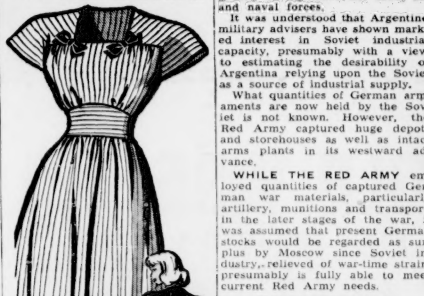 and naval forces.
It was understood that Argentine
military advisers have shown mark
ed interest in Soviet industrial
capacity, presumably with a view
to estimating the desirability o
Argentina relying upon the Sovie
as a source of industrial supply.
What quantities of German arm
aments are now held by the Sov
iet is not known. However, the
Red Army captured huge depot
and storehouses as well as intac
arms plants in its westward ad
vance.
WHILE THE RED ARMY em
loyed quantities of captured Ger
man war materials, particularl
artillery, munitions and transpor
in the later stages of the war,
was assumed that present Germa
stocks would be regarded as sur
plus by Moscow since Soviet in
dustry, relieved of war-time strain
presumably is fully able to mee
current Red Army needs.